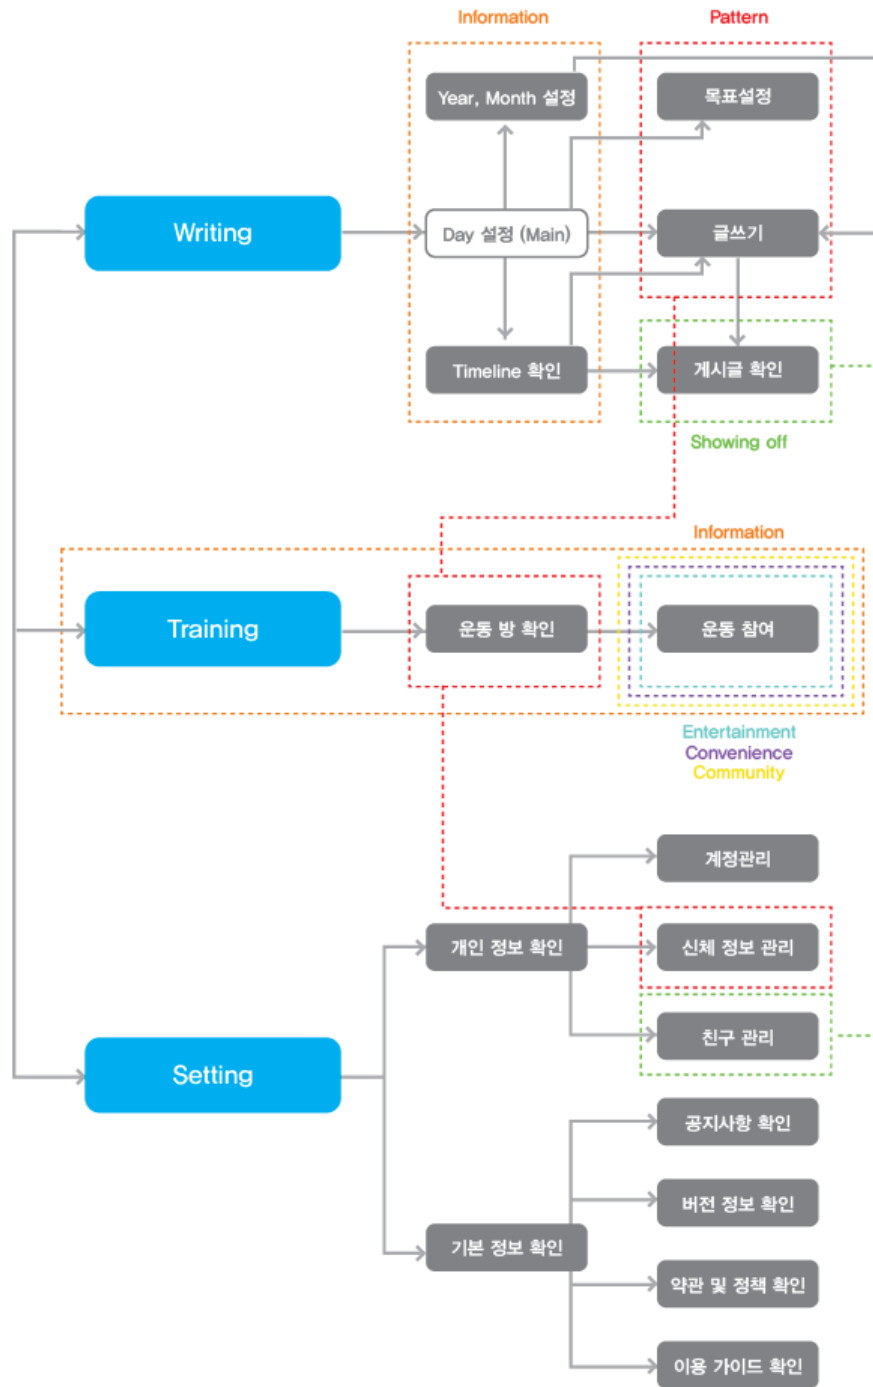 Information
Pattern
Year, Month 설정
목표설정
Writing
Day 설정 (Main)
글쓰기
Timeline 확인
게시글 확인
Showing off
Information
Training
운동 방 확인
운동 참여
Entertainment
Convenience
Community
계정관리
개인 정보 확인
신체 정보 관리
친구 관리
Setting
공지사항 확인
버전 정보 확인
기본 정보 확인
약관 및 정책 확인
이용 가이드 확인